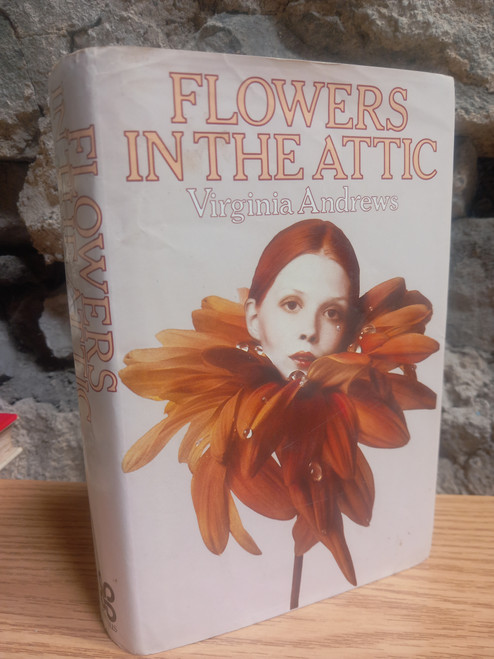 FLOWERS
IN THE ATTIC
Virginia Andrews
FLOWERS
IN THE ATTIC